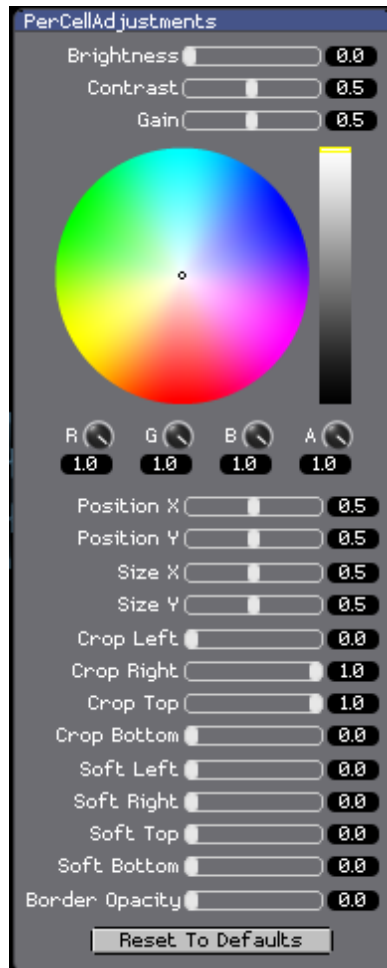 PerCellAdjustments
Brightness 0.0
Contrast 0.5
Gain 0.5
R G B A
1.0 1.0 1.0 1.0
Position X 0.5
Position Y 0.5
Size X 0.5
Size Y 0.5
Crop Left 0.0
Crop Right 1.0
Crop Top 1.0
Crop Bottom 0.0
Soft Left 0.0
Soft Right 0.0
Soft Top 0.0
Soft Bottom 0.0
Border Opacity 0.0
Reset To Defaults